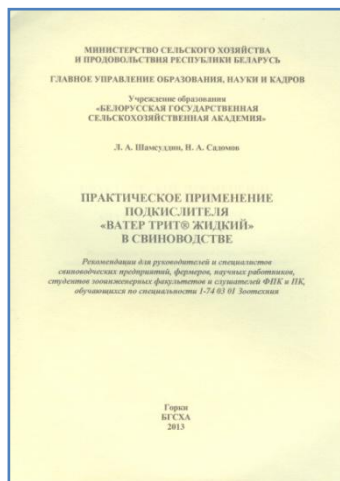 МИНИСТЕРСТВО СЕЛЬСКОГО ХОЗЯЙСТВА
И ПРОДОВОЛЬСТВИЯ РЕСПУБЛИКИ БЕЛАРУСЬ
ГЛАВНОЕ УПРАВЛЕНИЕ ОБРАЗОВАНИЯ, НАУКИ И КАДРОВ
Учреждение образования
«БЕЛОРУССКАЯ ГОСУДАРСТВЕННАЯ
СЕЛЬСКОХОЗЯЙСТВЕННАЯ АКАДЕМИЯ»
Л. А. Шамсуддин, Н. А. Садомов
ПРАКТИЧЕСКОЕ ПРИМЕНЕНИЕ
ПОДКИСЛИТЕЛЯ
«ВАТЕР ТРИТ® ЖИДКИЙ»
В СВИНОВОДСТВЕ
Рекомендации для руководителей и специалистов
свиноводческих предприятий, фермеров, научных работников,
студентов зооинженерных факультетов и слушателей ФПК и ПК,
обучающихся по специальности 1-74 03 01 Зоотехния
Горки
БГСХА
2013